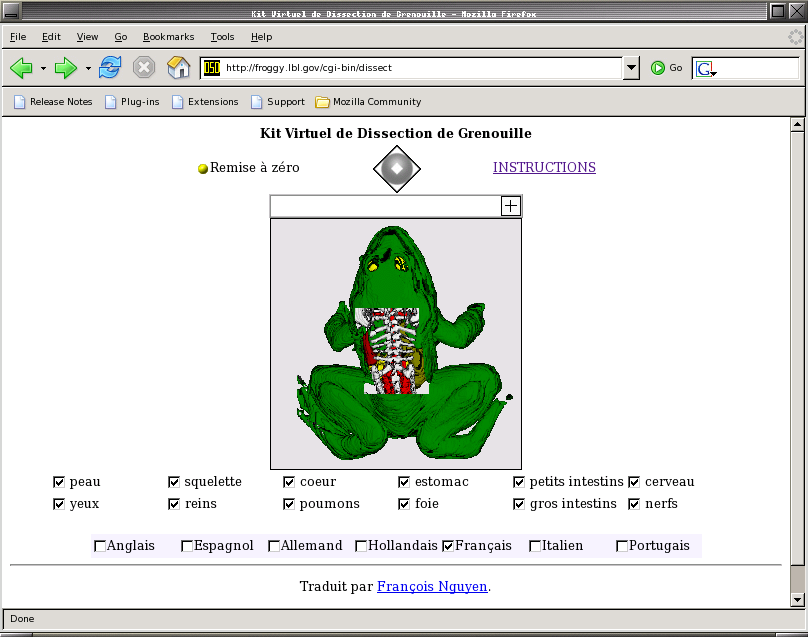 Kit Virtuel de Dissection de Grenouille - Mozilla Firefox
File Edit View Go Bookmarks Tools Help
DSD http://froggy.lbl.gov/cgi-bin/dissect Go G
Release Notes Plug-ins Extensions Support Mozilla Community
Kit Virtuel de Dissection de Grenouille
Remise à zéro INSTRUCTIONS
peau squelette coeur estomac petits intestins cerveau
yeux reins poumons foie gros intestins nerfs
Anglais Espagnol Allemand Hollandais Français Italien Portugais
Traduit par François Nguyen.
Done